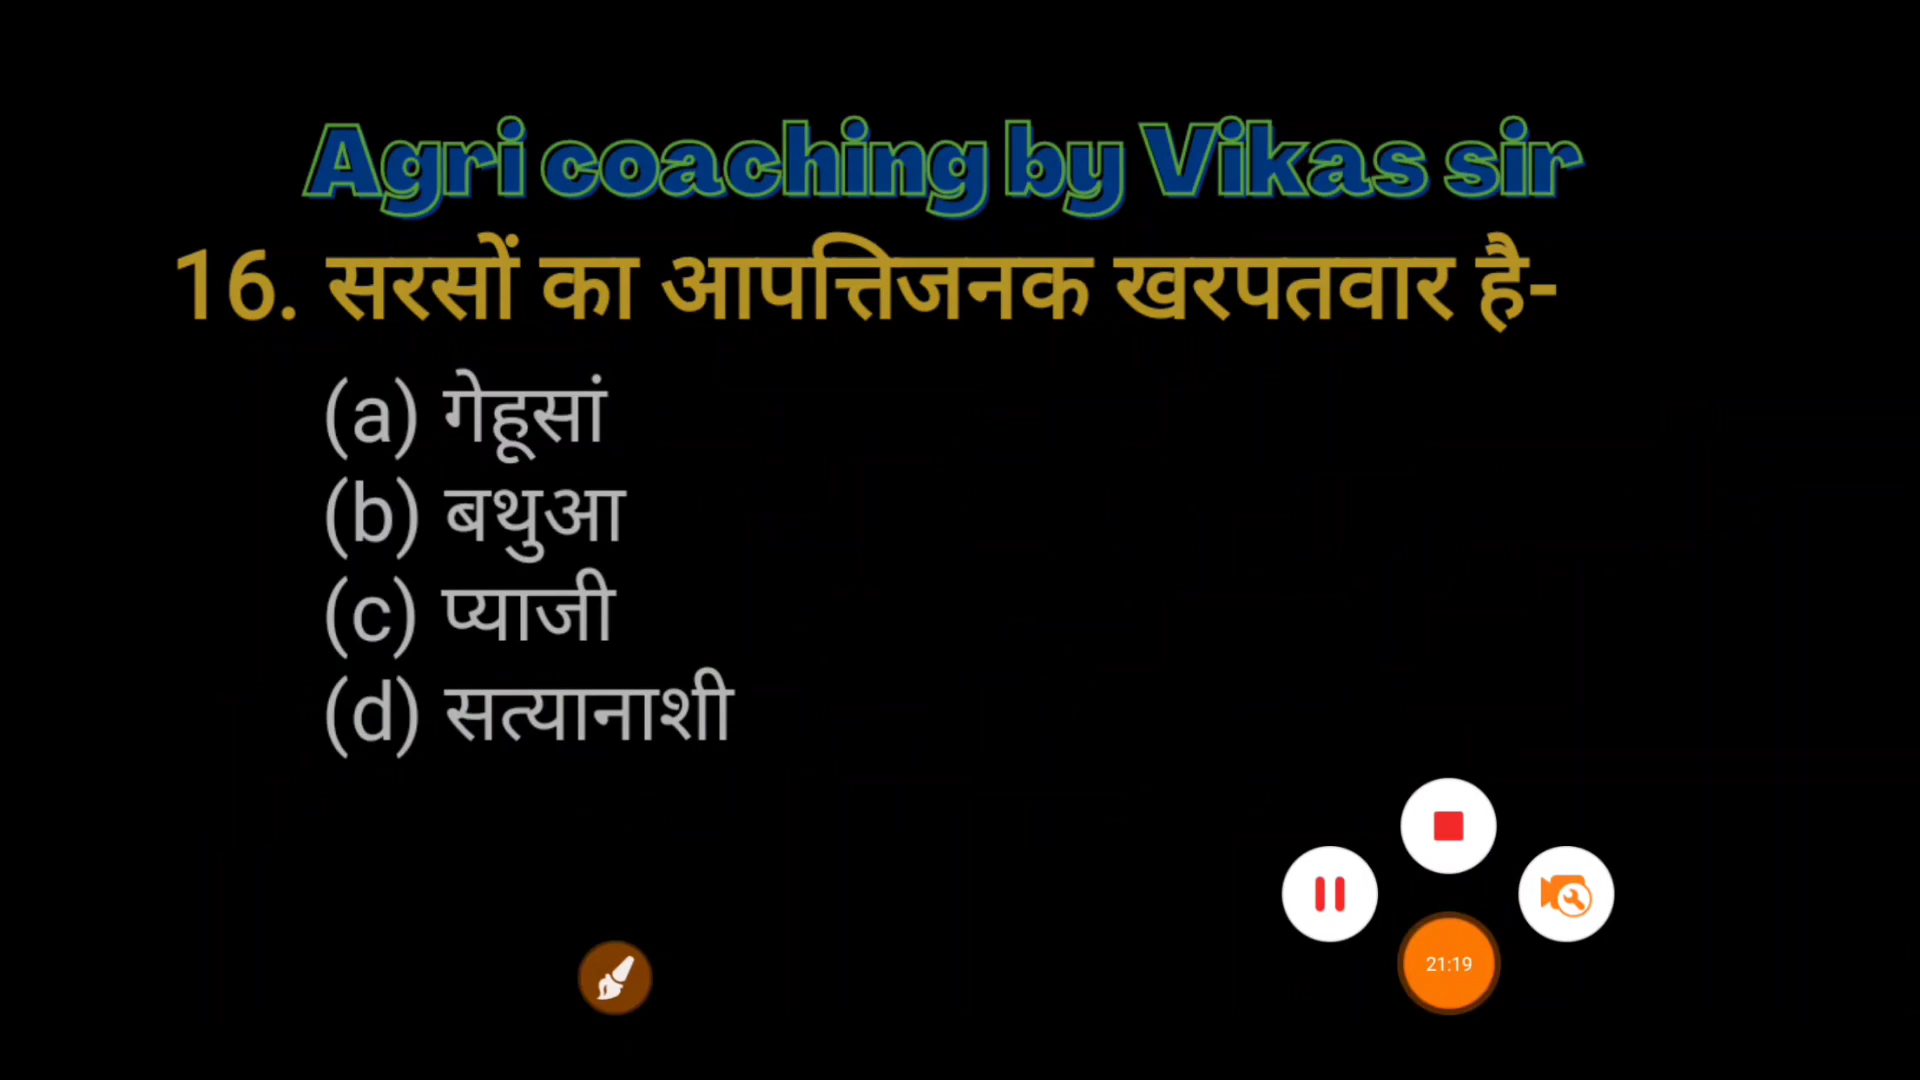 Agri coaching by Vikas sir
16. सरसों का आपत्तिजनक खरपतवार है-
(a) गेहूसां
(b) बथुआ
(c) प्याजी
(d) सत्यानाशी
21:19